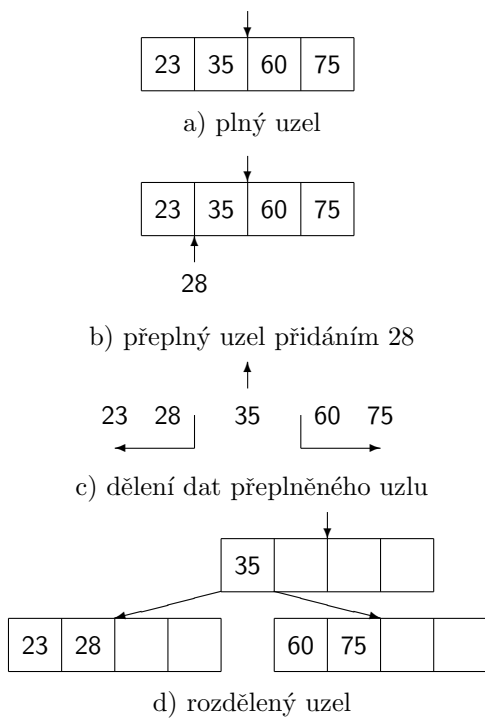 23 35 60 75
a) plný uzel
23 35 60 75
28
b) přeplný uzel přidáním 28
23 28 35 60 75
c) dělení dat přeplněného uzlu
35
23 28 60 75
d) rozdělený uzel